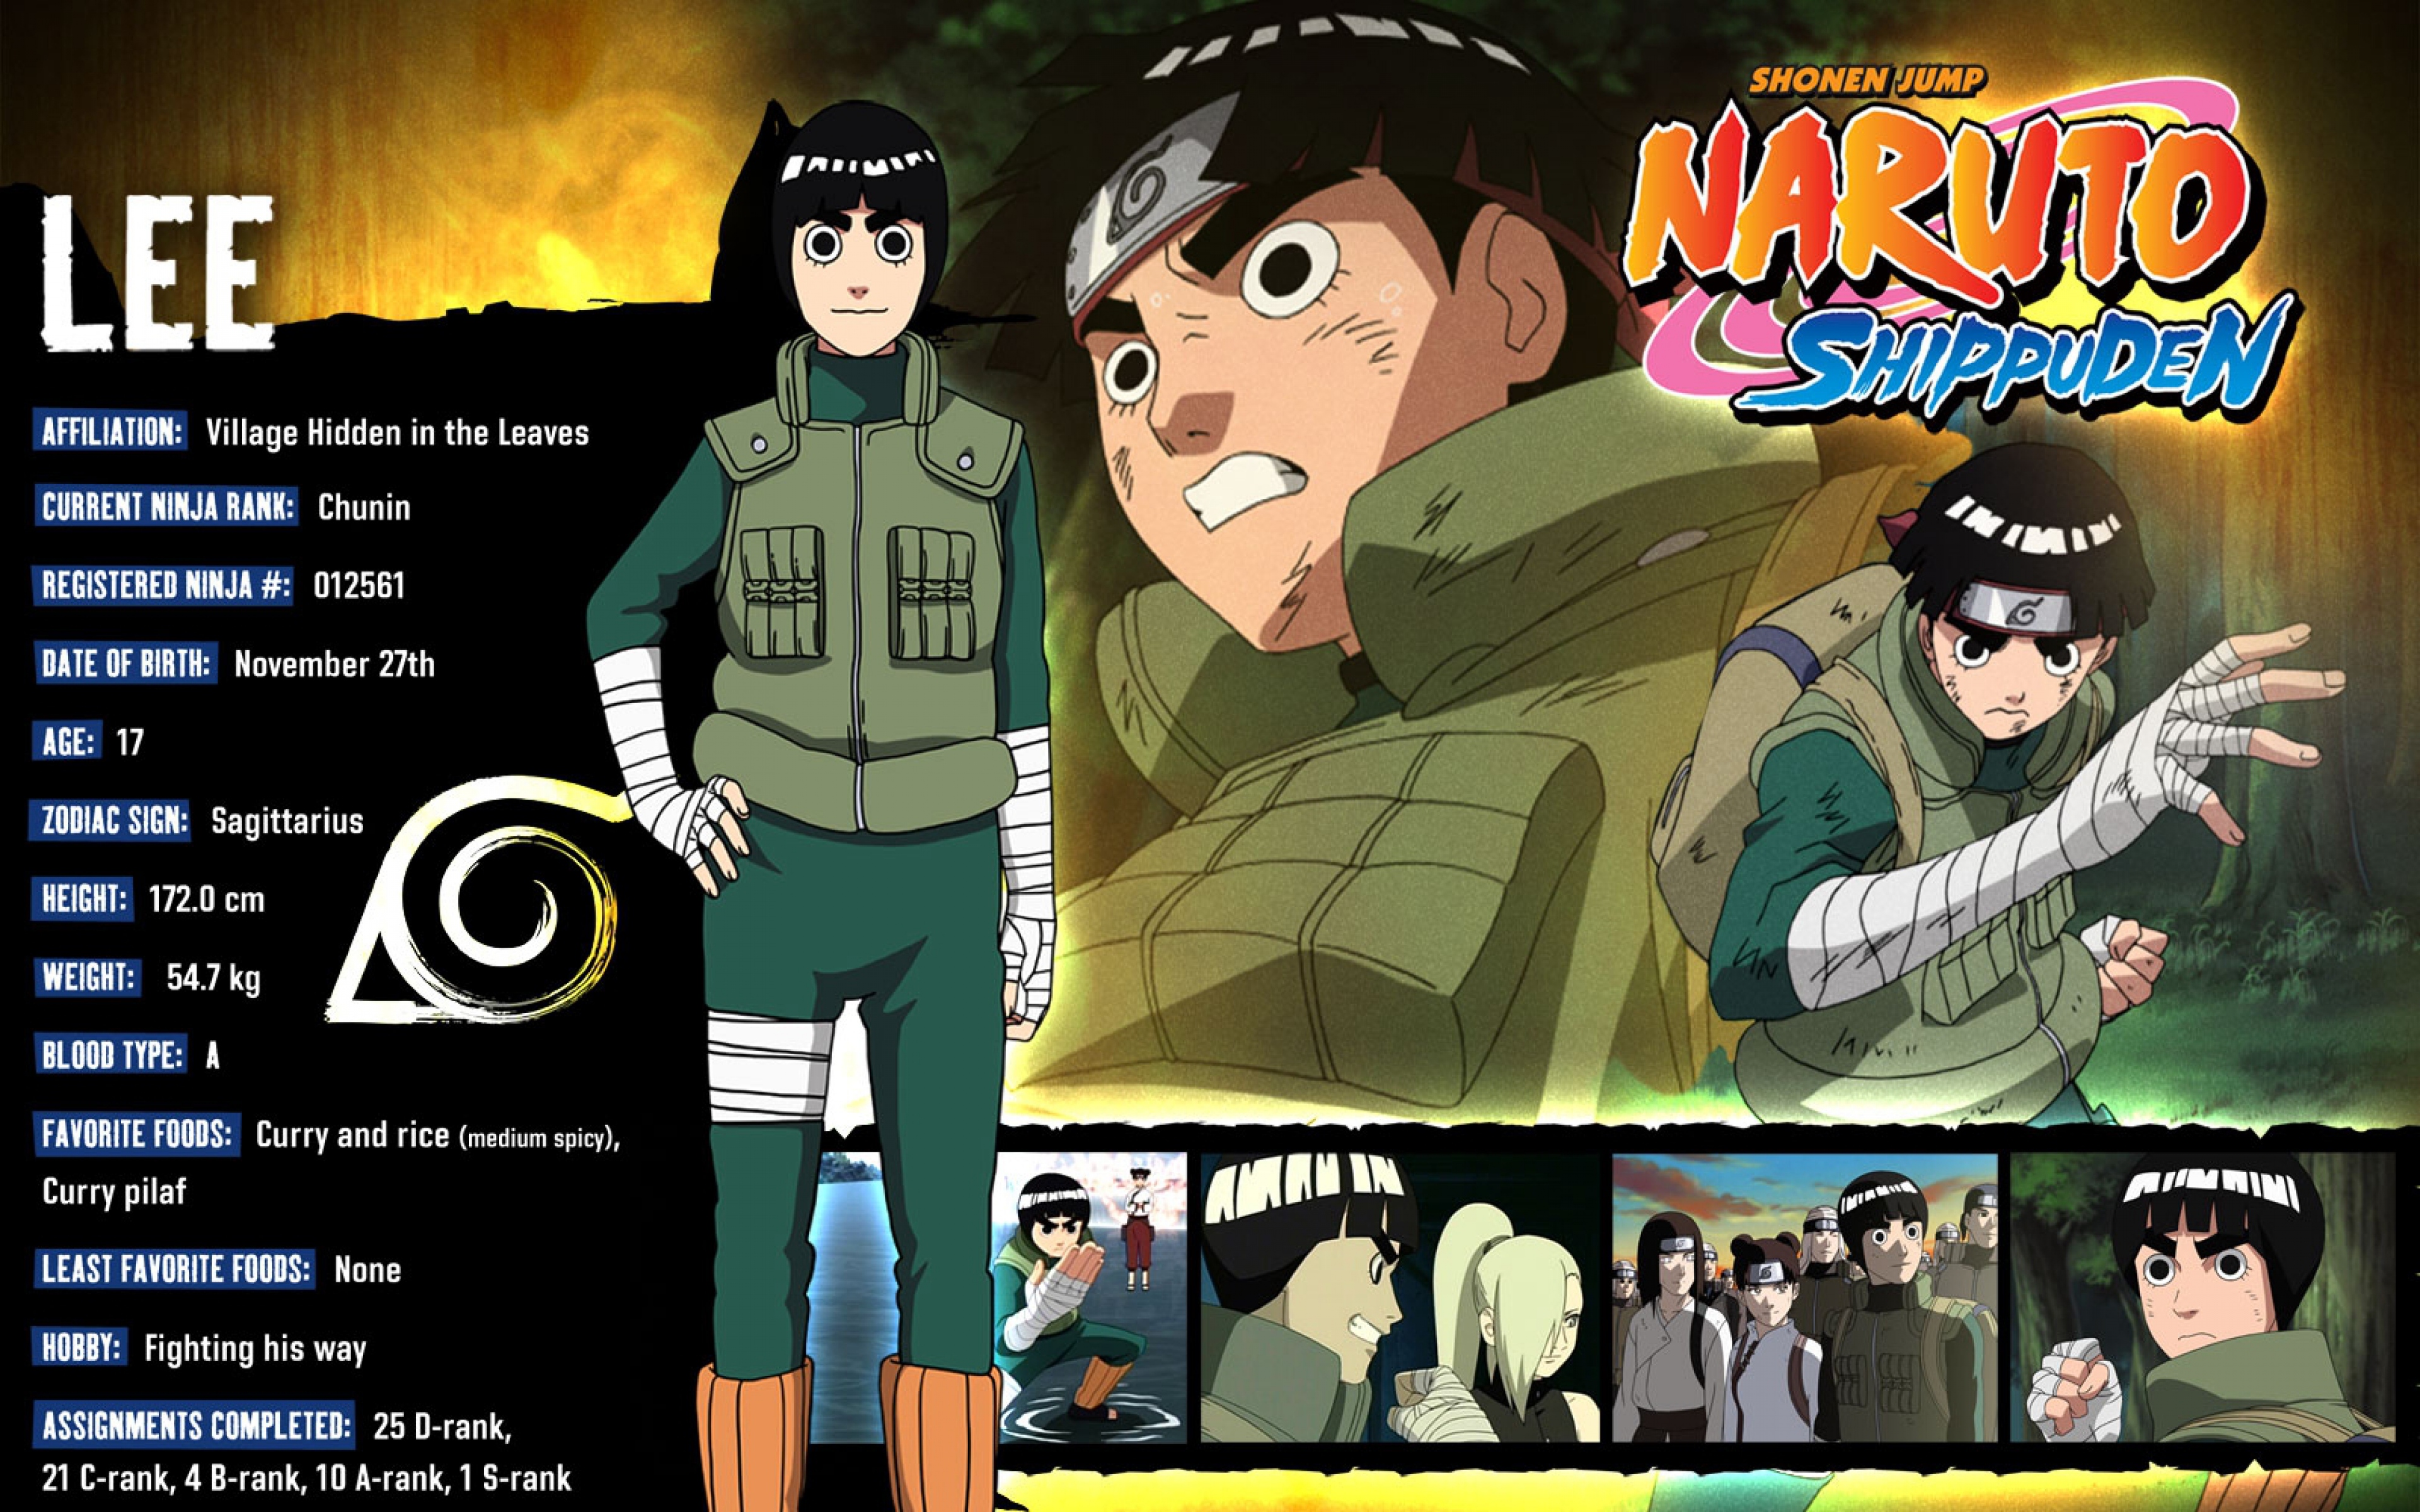 LEE
AFFILIATION: Village Hidden in the Leaves
CURRENT NINJA RANK: Chunin
REGISTERED NINJA #: 012561
DATE OF BIRTH: November 27th
AGE: 17
ZODIAC SIGN: Sagittarius
HEIGHT: 172.0 cm
WEIGHT: 54.7 kg
BLOOD TYPE: A
FAVORITE FOODS: Curry and rice (medium spicy),
Curry pilaf
LEAST FAVORITE FOODS: None
HOBBY: Fighting his way
ASSIGNMENTS COMPLETED: 25 D-rank,
21 C-rank, 4 B-rank, 10 A-rank, 1 S-rank
SHONEN JUMP
NARUTO
SHIPPUDEN